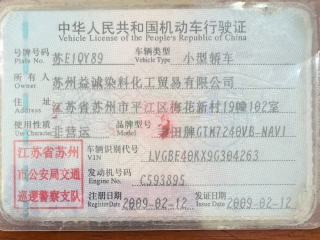 中华人民共和国机动车行驶证
Vehicle License of the People's Republic of China
号牌号码 苏E1QY89 车辆类型 小型轿车
Plate No. Vehicle Type
所有人 苏州益诚染料化工贸易有限公司
Owner
住址 江苏省苏州市平江区梅花新村19幢102室
Address
使用性质 非营运 品牌型号 田牌GTM7240VB-NAVI
Use Character
江苏省苏州
市公安局交通
巡逻警察支队
车辆识别代号 LVGBE40KX9G304263
VIN
发动机号码 C593895
Engine No.
注册日期 2009-02-12 发证日期 2009-02-12
Register Date Issue Date